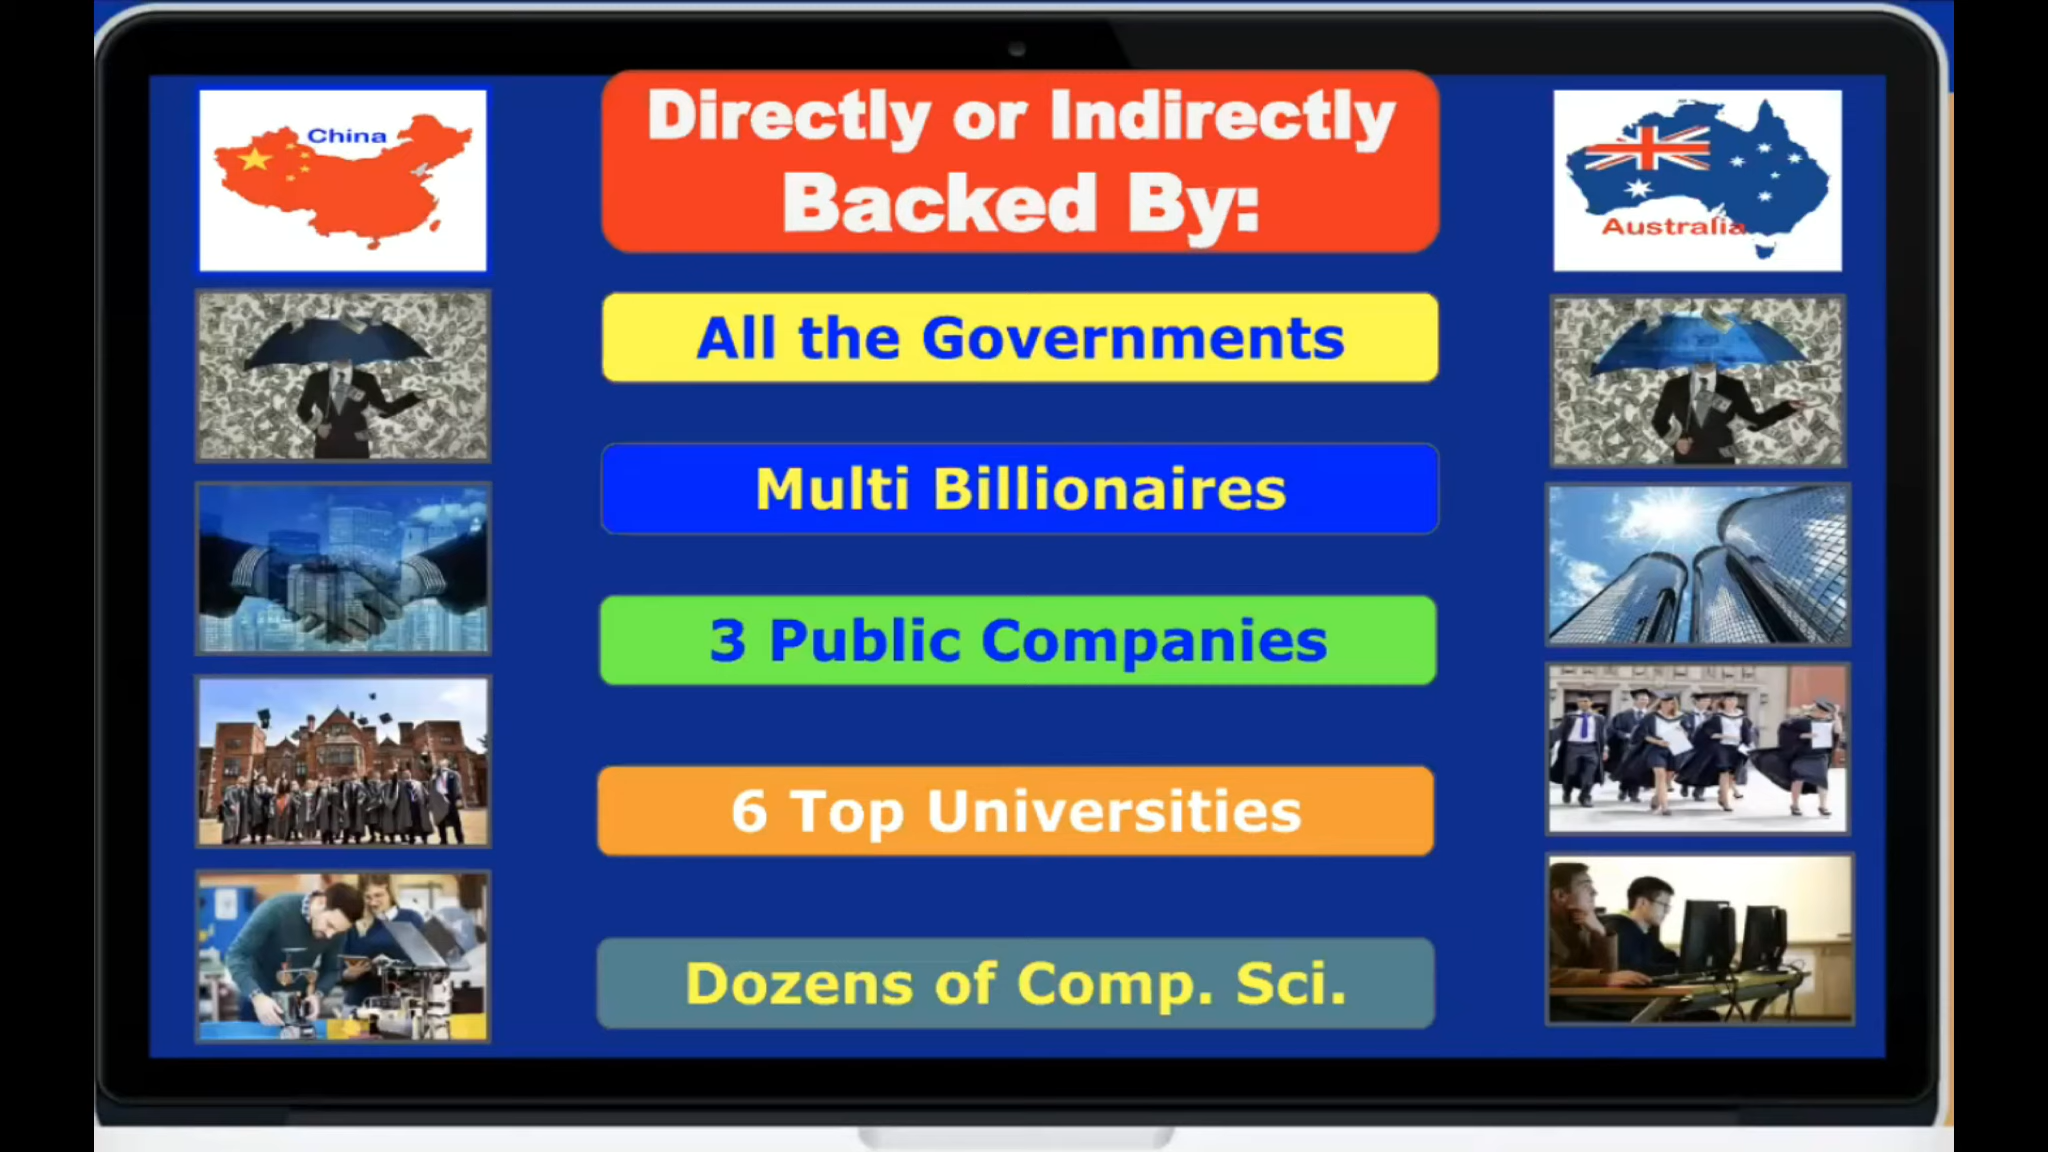 China
Directly or Indirectly
Backed By:
Australia
All the Governments
Multi Billionaires
3 Public Companies
6 Top Universities
Dozens of Comp. Sci.